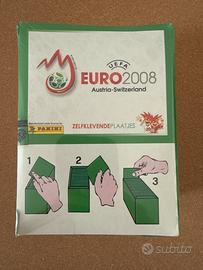 UEFA
EURO2008
Austria-Switzerland
PANINI
ZELFKLEVENDE PLAATJES
1
2
3
subito